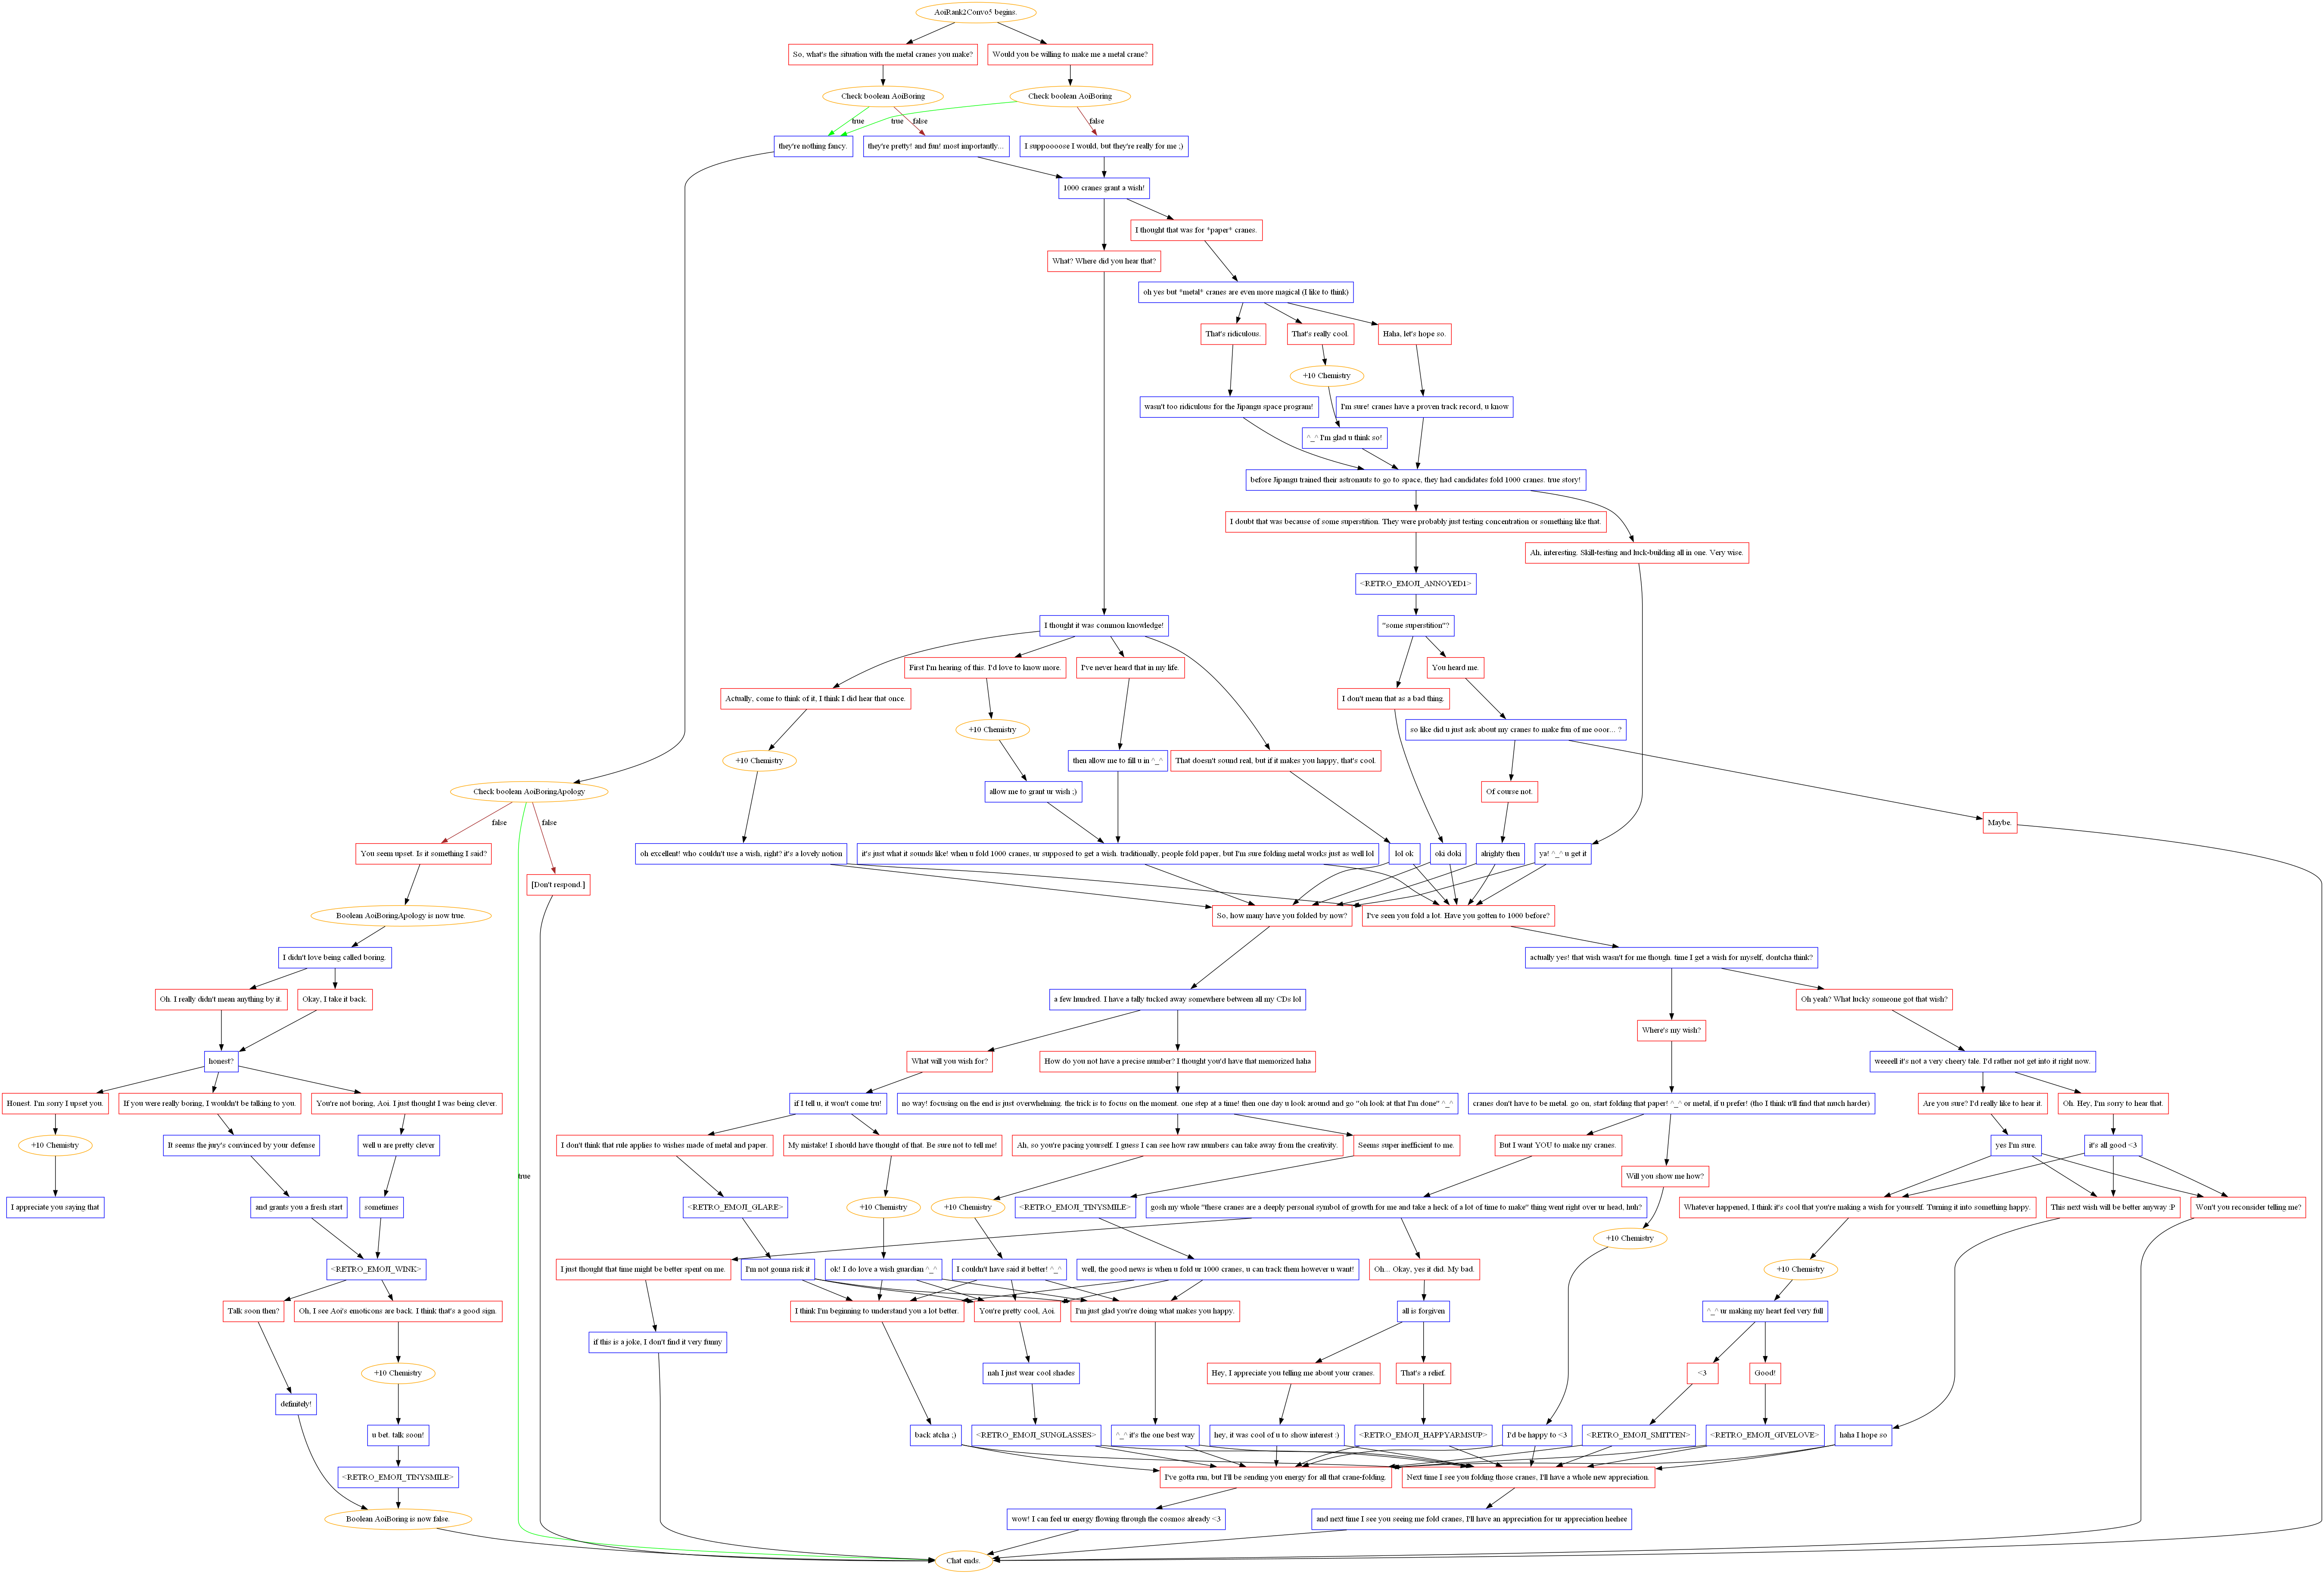 AoiRank2Convo5 begins.
So, what's the situation with the metal cranes you make?
Would you be willing to make me a metal crane?
Check boolean AoiBoring
Check boolean AoiBoring
true
true
false
false
they're nothing fancy.
they're pretty! and fun! most importantly...
I suppoooose I would, but they're really for me ;)
1000 cranes grant a wish!
I thought that was for *paper* cranes.
What? Where did you hear that?
oh yes but *metal* cranes are even more magical (I like to think)
That's ridiculous.
That's really cool.
Haha, let's hope so.
+10 Chemistry
wasn't too ridiculous for the Jipangu space program!
I'm sure! cranes have a proven track record, u know
^_^ I'm glad u think so!
before Jipangu trained their astronauts to go to space, they had candidates fold 1000 cranes. true story!
I doubt that was because of some superstition. They were probably just testing concentration or something like that.
Ah, interesting. Skill-testing and luck-building all in one. Very wise.
<RETRO_EMOJI_ANNOYED1>
I thought it was common knowledge!
"some superstition"?
First I'm hearing of this. I'd love to know more.
I've never heard that in my life.
You heard me.
Actually, come to think of it, I think I did hear that once.
I don't mean that as a bad thing.
+10 Chemistry
so like did u just ask about my cranes to make fun of me ooor... ?
+10 Chemistry
then allow me to fill u in ^_^
That doesn't sound real, but if it makes you happy, that's cool.
Check boolean AoiBoringApology
allow me to grant ur wish ;)
Of course not.
false
false
Maybe.
You seem upset. Is it something I said?
oh excellent! who couldn't use a wish, right? it's a lovely notion
it's just what it sounds like! when u fold 1000 cranes, ur supposed to get a wish. traditionally, people fold paper, but I'm sure folding metal works just as well lol
lol ok
oki doki
alrighty then
ya! ^_^ u get it
[Don't respond.]
Boolean AoiBoringApology is now true.
So, how many have you folded by now?
I've seen you fold a lot. Have you gotten to 1000 before?
I didn't love being called boring.
actually yes! that wish wasn't for me though. time I get a wish for myself, dontcha think?
Oh. I really didn't mean anything by it.
Okay, I take it back.
a few hundred. I have a tally tucked away somewhere between all my CDs lol
Oh yeah? What lucky someone got that wish?
Where's my wish?
honest?
What will you wish for?
How do you not have a precise number? I thought you'd have that memorized haha
weeeell it's not a very cheery tale. I'd rather not get into it right now.
Honest. I'm sorry I upset you.
If you were really boring, I wouldn't be talking to you.
You're not boring, Aoi. I just thought I was being clever.
if I tell u, it won't come tru!
no way! focusing on the end is just overwhelming. the trick is to focus on the moment. one step at a time! then one day u look around and go "oh look at that I'm done" ^_^
cranes don't have to be metal. go on, start folding that paper! ^_^ or metal, if u prefer! (tho I think u'll find that much harder)
Are you sure? I'd really like to hear it.
Oh. Hey, I'm sorry to hear that.
+10 Chemistry
It seems the jury's convinced by your defense
well u are pretty clever
I don't think that rule applies to wishes made of metal and paper.
My mistake! I should have thought of that. Be sure not to tell me!
Ah, so you're pacing yourself. I guess I can see how raw numbers can take away from the creativity.
Seems super inefficient to me.
But I want YOU to make my cranes.
yes I'm sure.
it's all good <3
Will you show me how?
true
I appreciate you saying that
and grants you a fresh start
sometimes
<RETRO_EMOJI_GLARE>
+10 Chemistry
+10 Chemistry
<RETRO_EMOJI_TINYSMILE>
gosh my whole "these cranes are a deeply personal symbol of growth for me and take a heck of a lot of time to make" thing went right over ur head, huh?
Whatever happened, I think it's cool that you're making a wish for yourself. Turning it into something happy.
This next wish will be better anyway :P
Won't you reconsider telling me?
+10 Chemistry
<RETRO_EMOJI_WINK>
I just thought that time might be better spent on me.
I'm not gonna risk it
ok! I do love a wish guardian ^_^
I couldn't have said it better! ^_^
well, the good news is when u fold ur 1000 cranes, u can track them however u want!
Oh... Okay, yes it did. My bad.
+10 Chemistry
Talk soon then?
Oh, I see Aoi's emoticons are back. I think that's a good sign.
I think I'm beginning to understand you a lot better.
You're pretty cool, Aoi.
I'm just glad you're doing what makes you happy.
all is forgiven
^_^ ur making my heart feel very full
if this is a joke, I don't find it very funny
+10 Chemistry
nah I just wear cool shades
Hey, I appreciate you telling me about your cranes.
That's a relief.
<3
Good!
definitely!
u bet. talk soon!
back atcha ;)
<RETRO_EMOJI_SUNGLASSES>
^_^ it's the one best way
hey, it was cool of u to show interest :)
<RETRO_EMOJI_HAPPYARMSUP>
I'd be happy to <3
<RETRO_EMOJI_SMITTEN>
<RETRO_EMOJI_GIVELOVE>
haha I hope so
<RETRO_EMOJI_TINYSMILE>
I've gotta run, but I'll be sending you energy for all that crane-folding.
Next time I see you folding those cranes, I'll have a whole new appreciation.
Boolean AoiBoring is now false.
wow! I can feel ur energy flowing through the cosmos already <3
and next time I see you seeing me fold cranes, I'll have an appreciation for ur appreciation heehee
Chat ends.